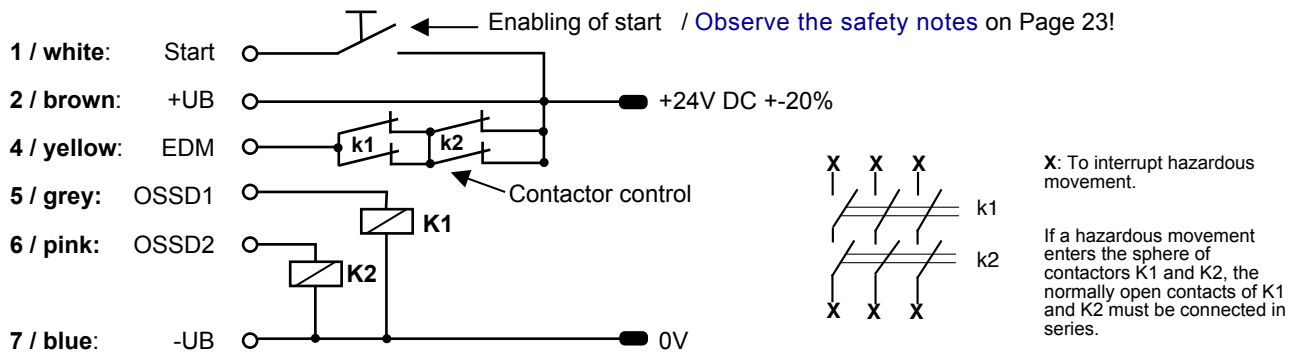 Enabling of start / Observe the safety notes on Page 23!
1 / white: Start
2 / brown: +UB +24V DC +-20%
4 / yellow: EDM k1 k2
Contactor control
5 / grey: OSSD1
K1
6 / pink: OSSD2
K2
7 / blue: -UB 0V
X X X
k1
k2
X X X
X: To interrupt hazardous
movement.
If a hazardous movement
enters the sphere of
contactors K1 and K2, the
normally open contacts of K1
and K2 must be connected in
series.